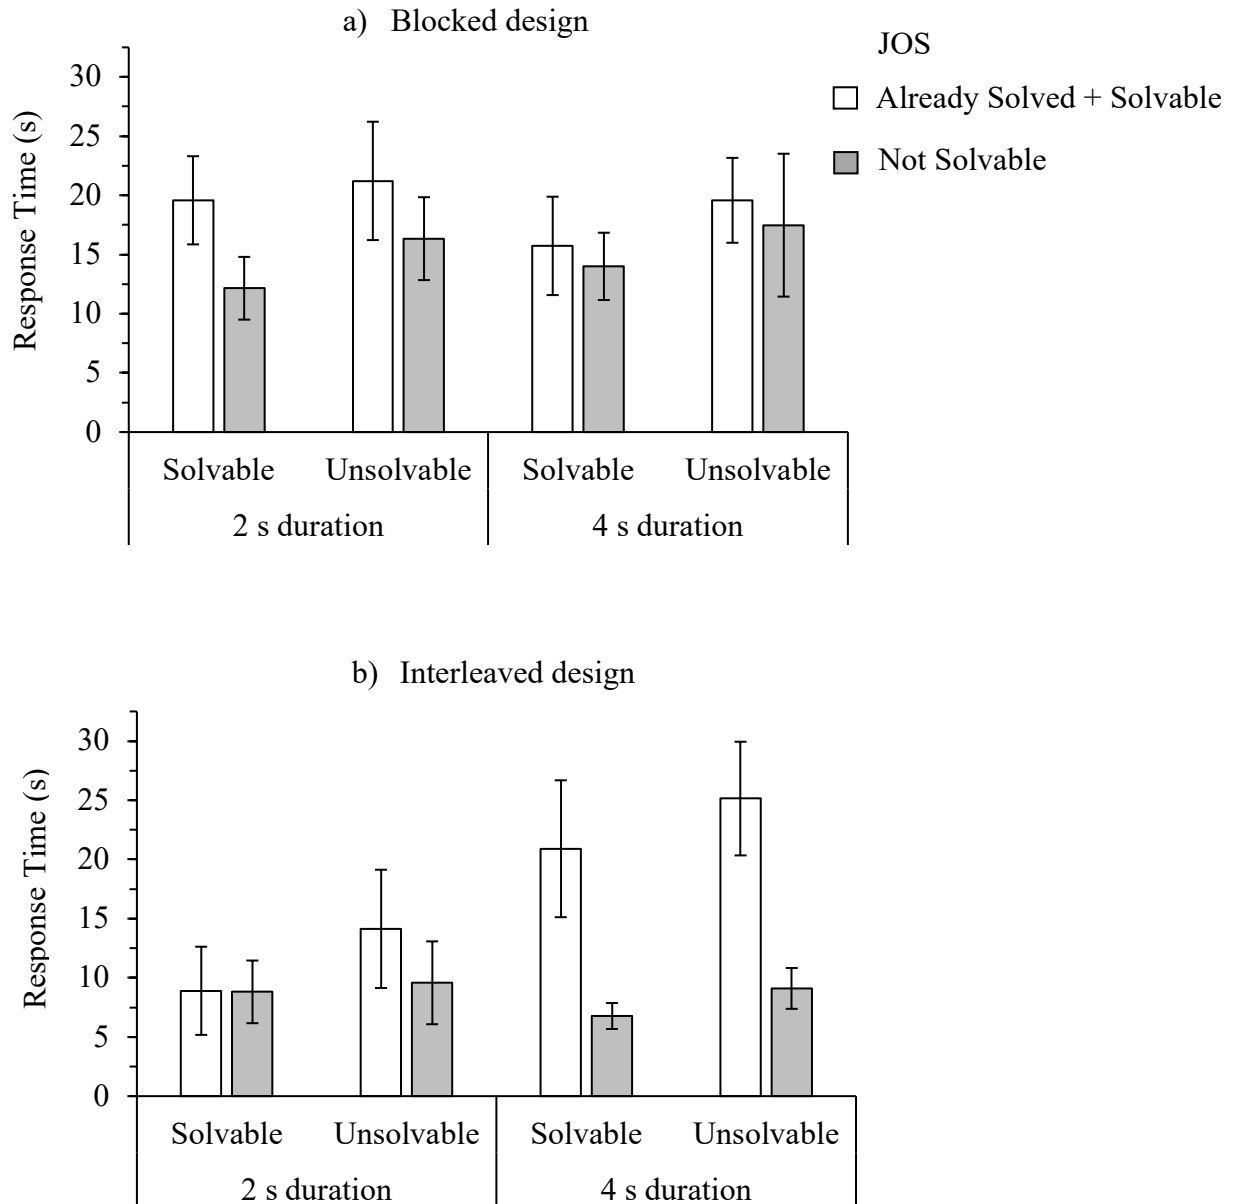 a) Blocked design
JOS
Already Solved + Solvable
Not Solvable
Response Time (s)
30
25
20
15
10
5
0
Solvable Unsolvable Solvable Unsolvable
2 s duration 4 s duration
b) Interleaved design
Response Time (s)
30
25
20
15
10
5
0
Solvable Unsolvable Solvable Unsolvable
2 s duration 4 s duration